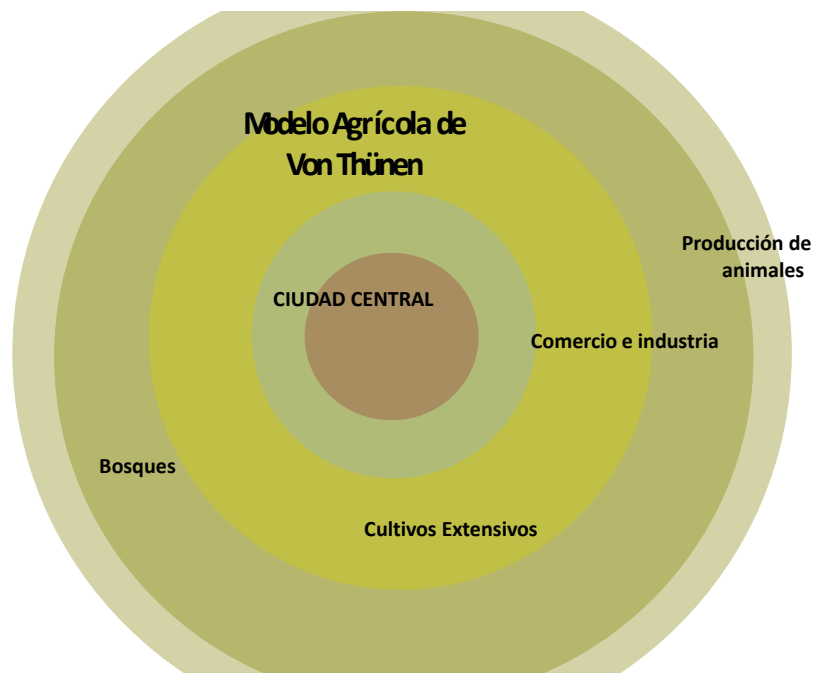 Modelo Agrícola de
Von Thünen
Producción de
animales
CIUDAD CENTRAL
Comercio e industria
Bosques
Cultivos Extensivos